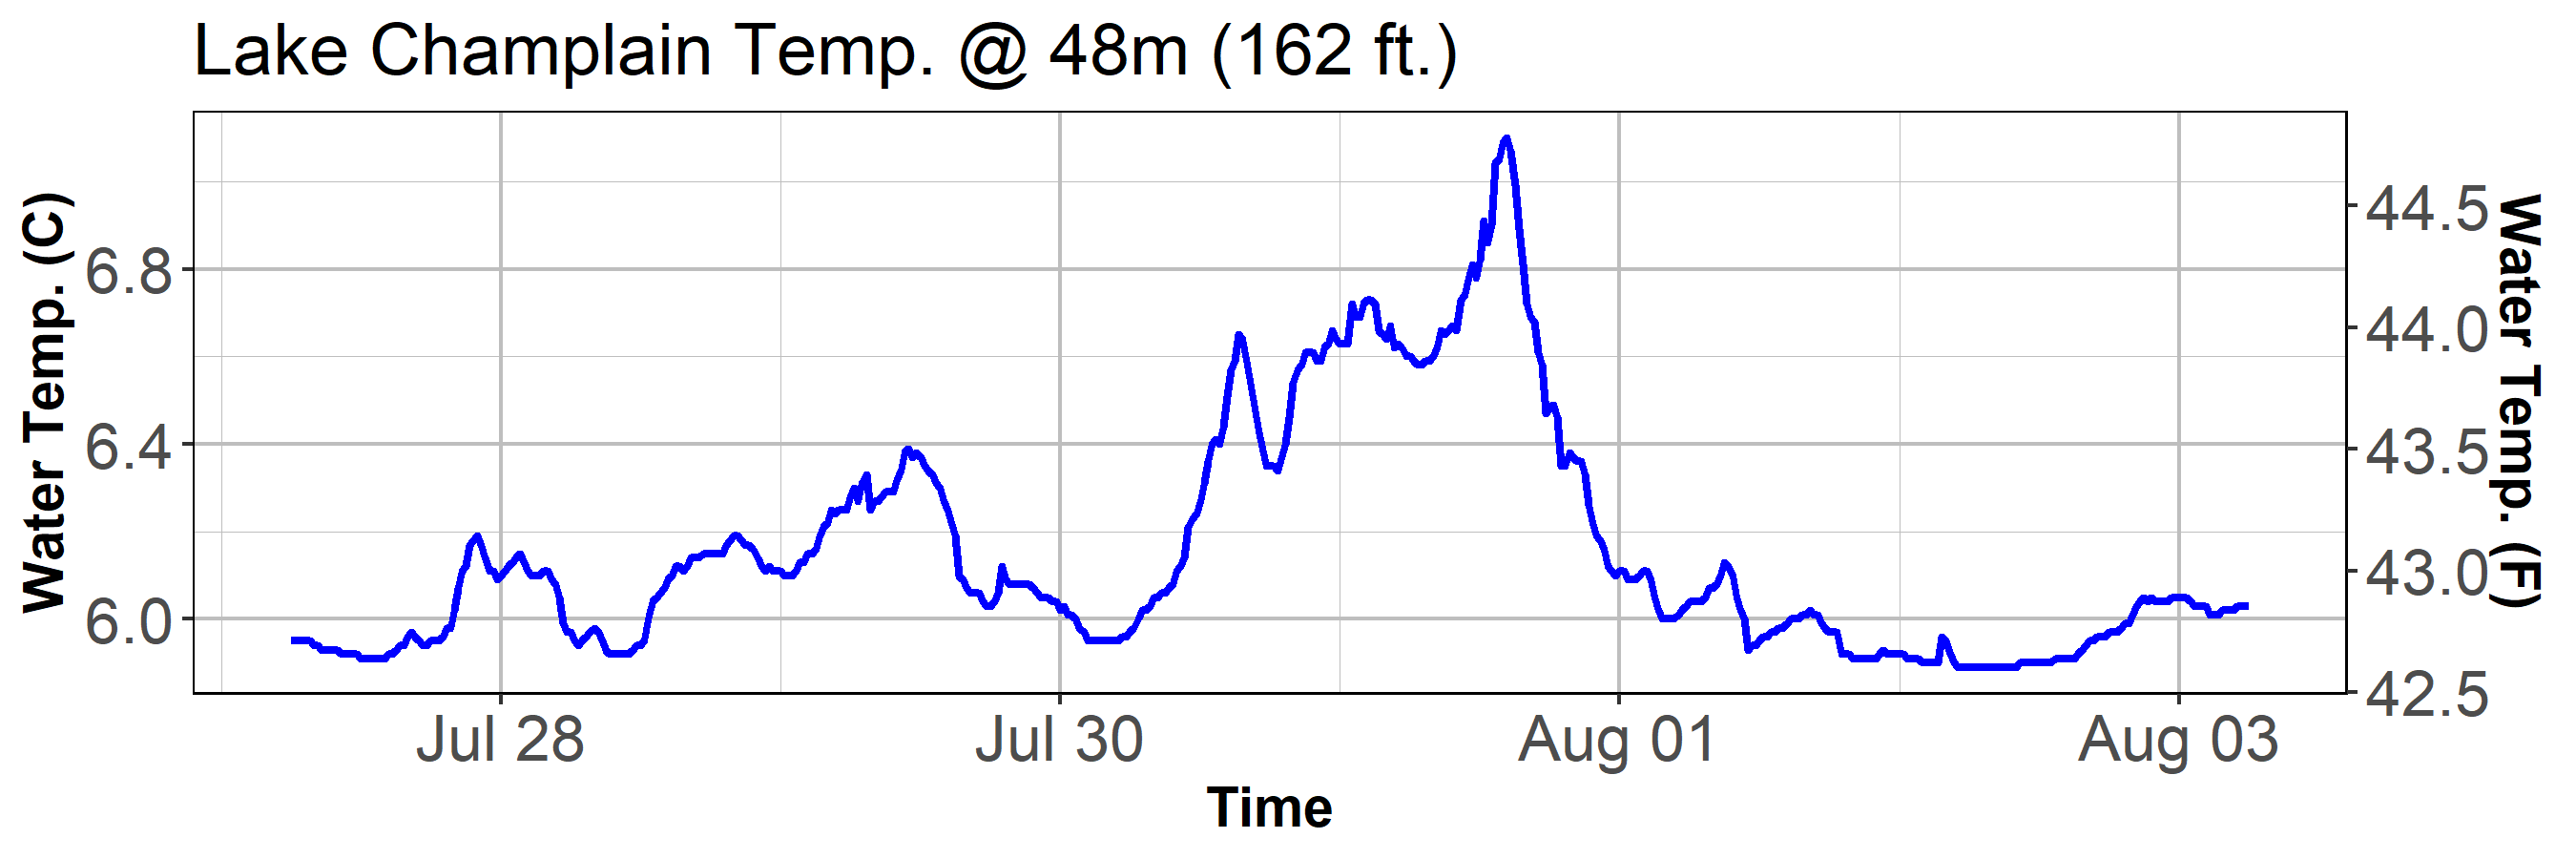 Lake Champlain Temp. @ 48m (162 ft.)
Water Temp. (C)
6.8
6.4
6.0
44.5
44.0
43.5
43.0
42.5
Water Temp. (F)
Jul 28 Jul 30 Aug 01 Aug 03
Time